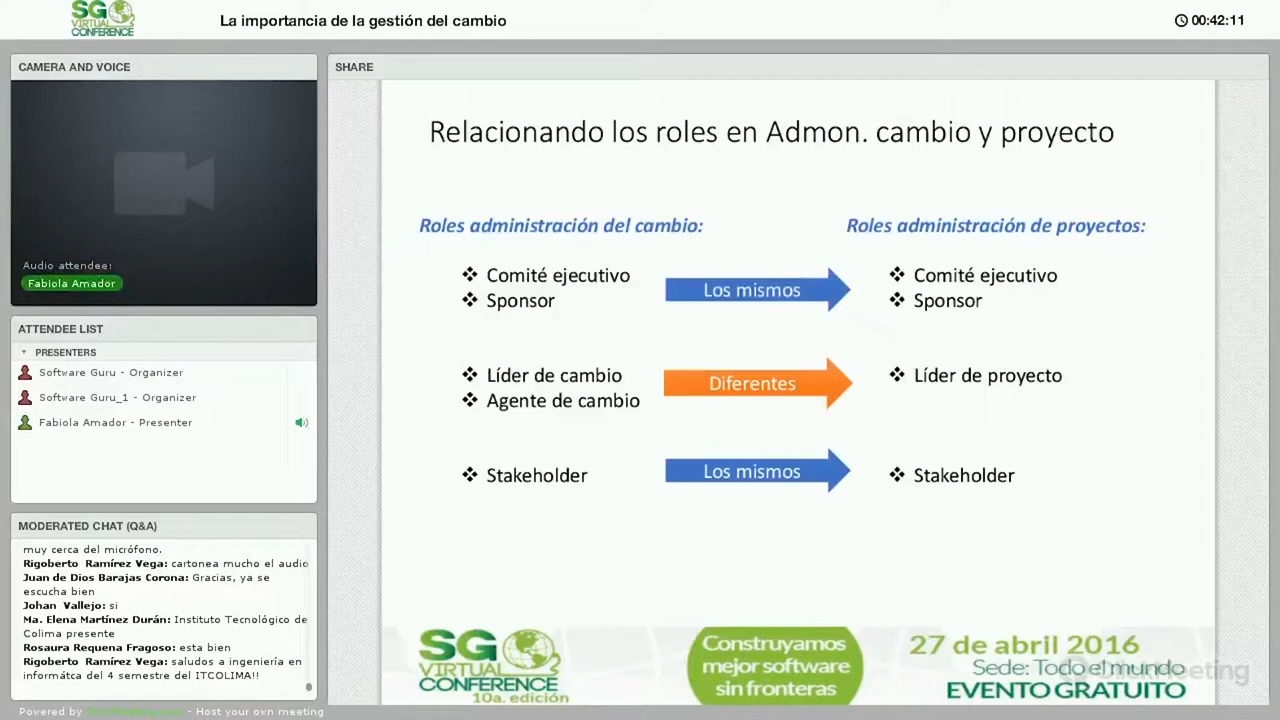 SG
VIRTUAL
CONFERENCE
La importancia de la gestión del cambio
00:42:11
CAMERA AND VOICE
Audio attendee:
Fabiola Amador
ATTENDEE LIST
PRESENTERS
Software Guru - Organizer
Software Guru_1 - Organizer
Fabiola Amador - Presenter
MODERATED CHAT (Q&A)
muy cerca del micrófono.
Rigoberto Ramírez Vega: cartonea mucho el audio
Juan de Dios Barajas Corona: Gracias, ya se
escucha bien
Johan Vallejo: si
Ma. Elena Martínez Durán: Instituto Tecnológico de
Colima presente
Rosaura Requena Fragoso: esta bien
Rigoberto Ramírez Vega: saludos a ingeniería en
informátca del 4 semestre del ITCOLIMA!!
Powered by ClickMeeting.com - Host your own meeting
SHARE
Relacionando los roles en Admon. cambio y proyecto
Roles administración del cambio:
Roles administración de proyectos:
Comité ejecutivo
Sponsor
Los mismos
Comité ejecutivo
Sponsor
Líder de cambio
Agente de cambio
Diferentes
Líder de proyecto
Stakeholder
Los mismos
Stakeholder
SG
VIRTUAL
CONFERENCE
10a. edición
Construyamos
mejor software
sin fronteras
27 de abril 2016
Sede: Todo el mundo
EVENTO GRATUITO
ClickMeeting